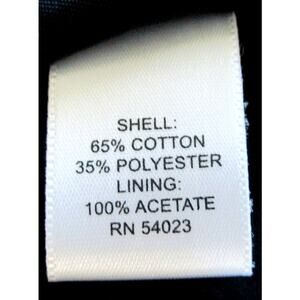 SHELL:
65% COTTON
35% POLYESTER
LINING:
100% ACETATE
RN 54023